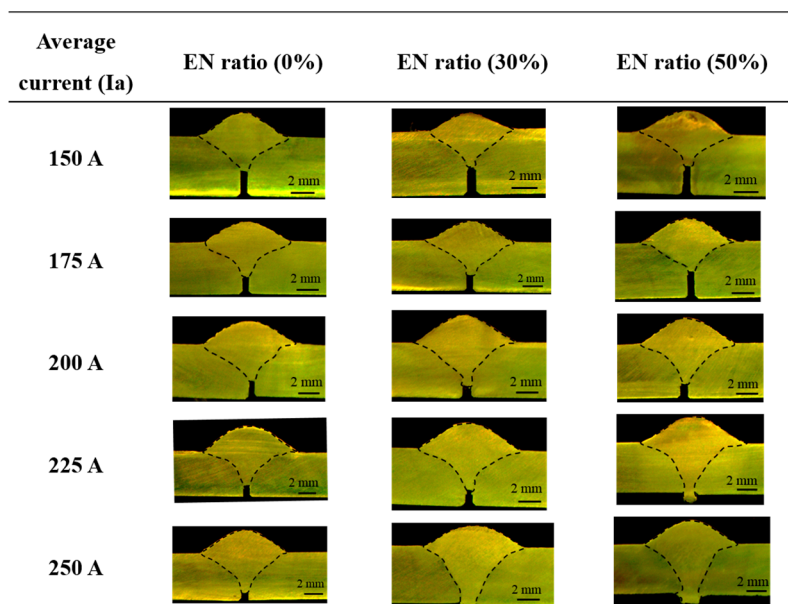 Average
current (Ia)
EN ratio (0%)
EN ratio (30%)
EN ratio (50%)
150 A
2 mm
2 mm
2 mm
175 A
2 mm
2 mm
2 mm
200 A
2 mm
2 mm
2 mm
225 A
2 mm
2 mm
2 mm
250 A
2 mm
2 mm
2 mm